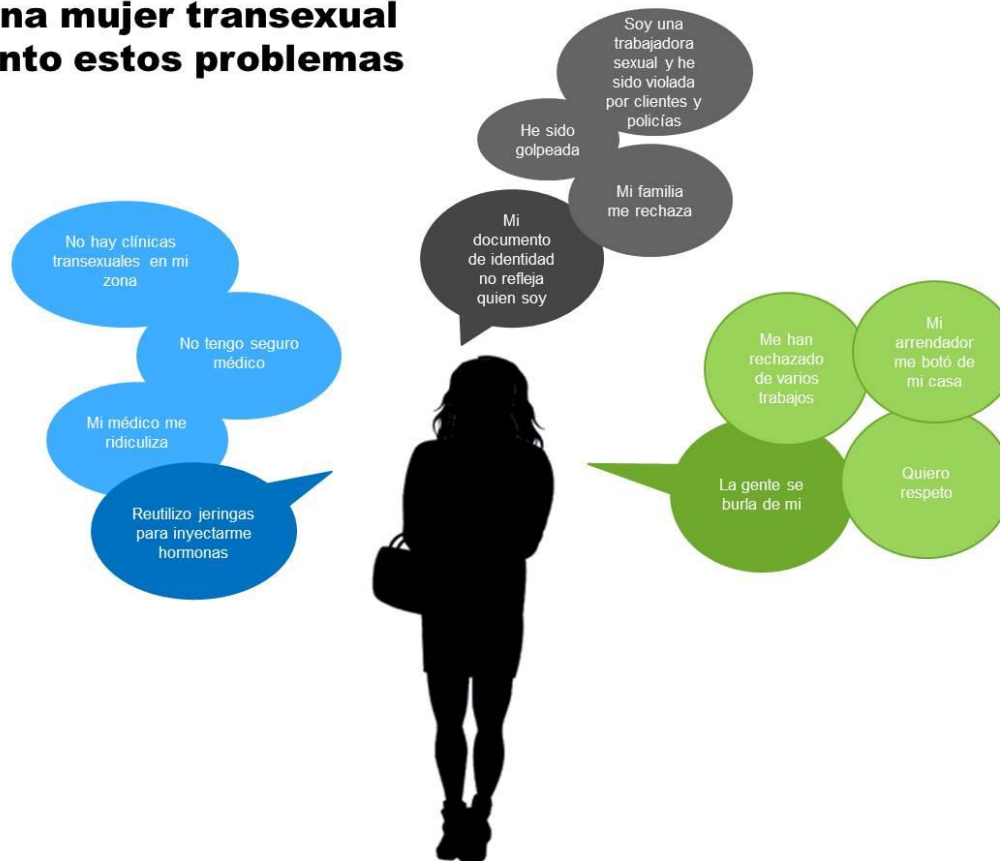 na mujer transexual
nto estos problemas
Soy una
trabajadora
sexual y he
sido violada
por clientes y
policías
He sido
golpeada
Mi familia
me rechaza
Mi
documento
de identidad
no refleja
quien soy
No hay clínicas
transexuales en mi
zona
No tengo seguro
médico
Mi médico me
ridiculiza
Reutilizo jeringas
para inyectarme
hormonas
Me han
rechazado
de varios
trabajos
Mi
arrendador
me botó de
mi casa
La gente se
burla de mi
Quiero
respeto